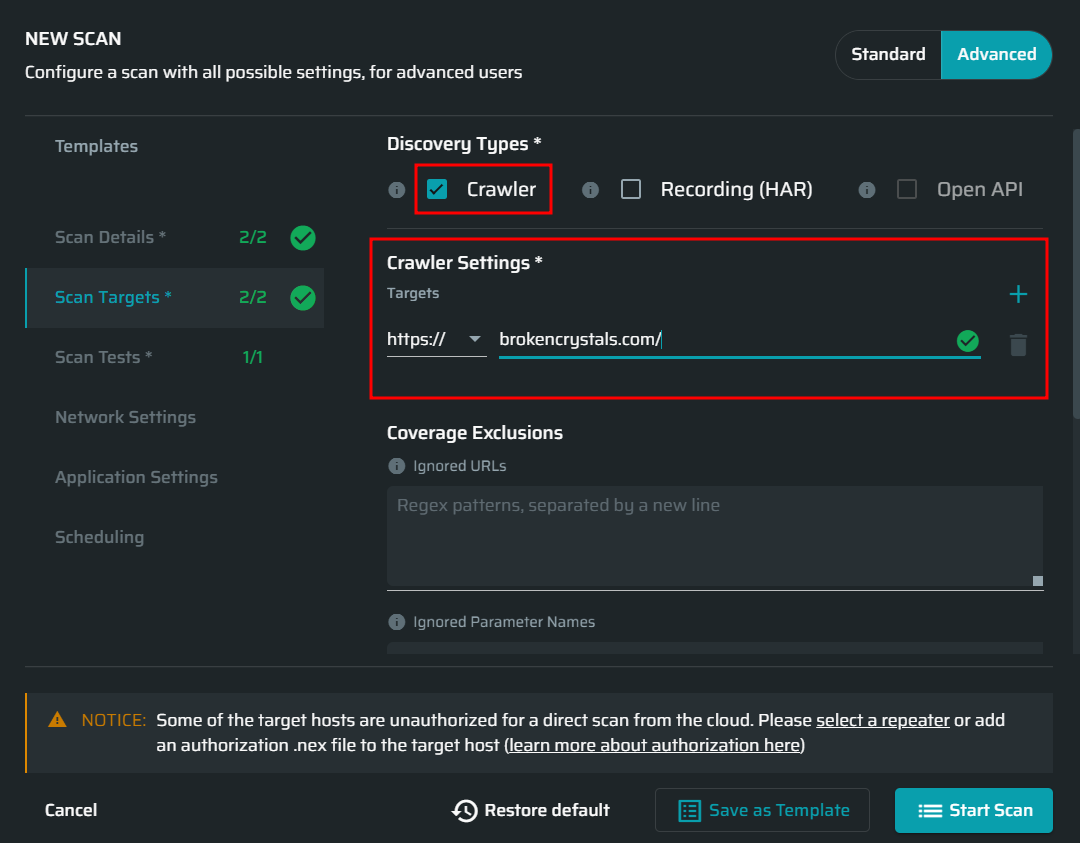 NEW SCAN
Configure a scan with all possible settings, for advanced users
Standard
Advanced
Templates
Scan Details * 2/2
Scan Targets * 2/2
Scan Tests * 1/1
Network Settings
Application Settings
Scheduling
Discovery Types *
Crawler
Recording (HAR)
Open API
Crawler Settings *
Targets
https://
brokencrystals.com/
Coverage Exclusions
Ignored URLs
Regex patterns, separated by a new line
Ignored Parameter Names
NOTICE: Some of the target hosts are unauthorized for a direct scan from the cloud. Please select a repeater or add
an authorization .nex file to the target host (learn more about authorization here)
Cancel
Restore default
Save as Template
Start Scan